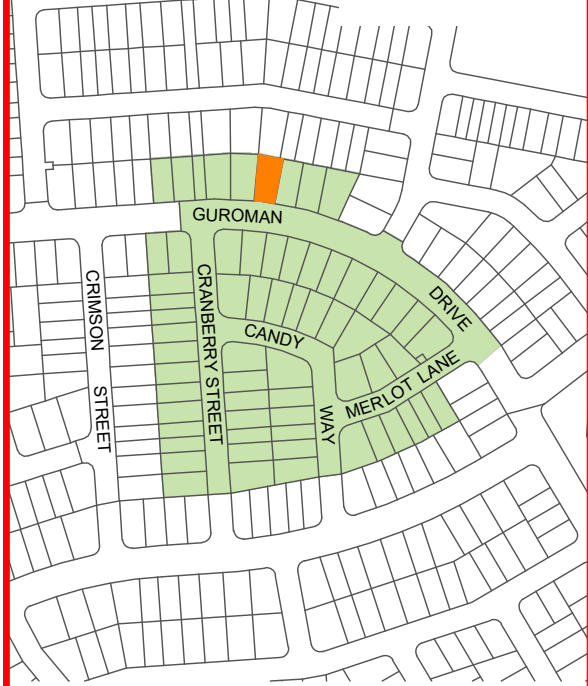 GUROMAN
DRIVE
CRIMSON
STREET
CRANBERRY STREET
CANDY
WAY
MERLOT LANE